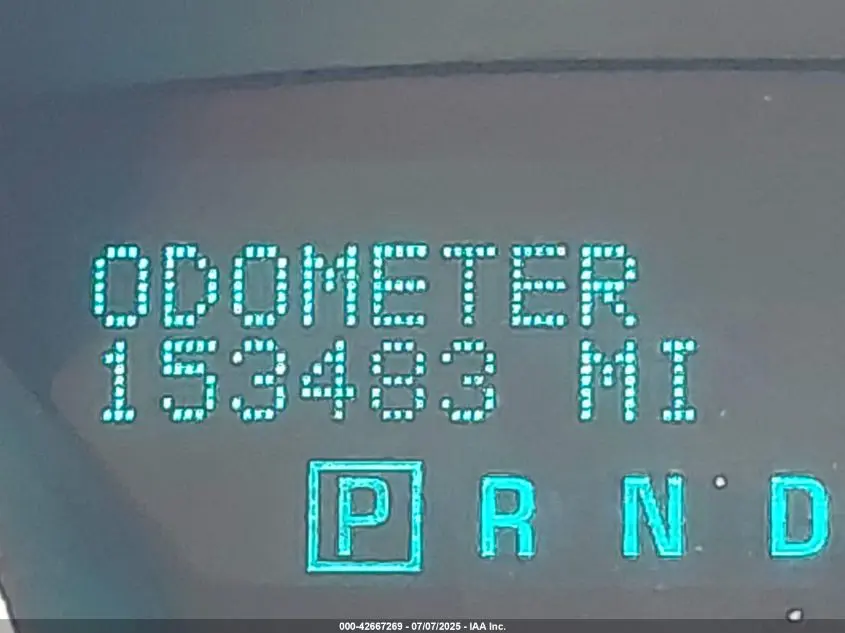 ODOMETER
153483 MI
P R N D
000-42667269 - 07/07/2025 - IAA Inc.